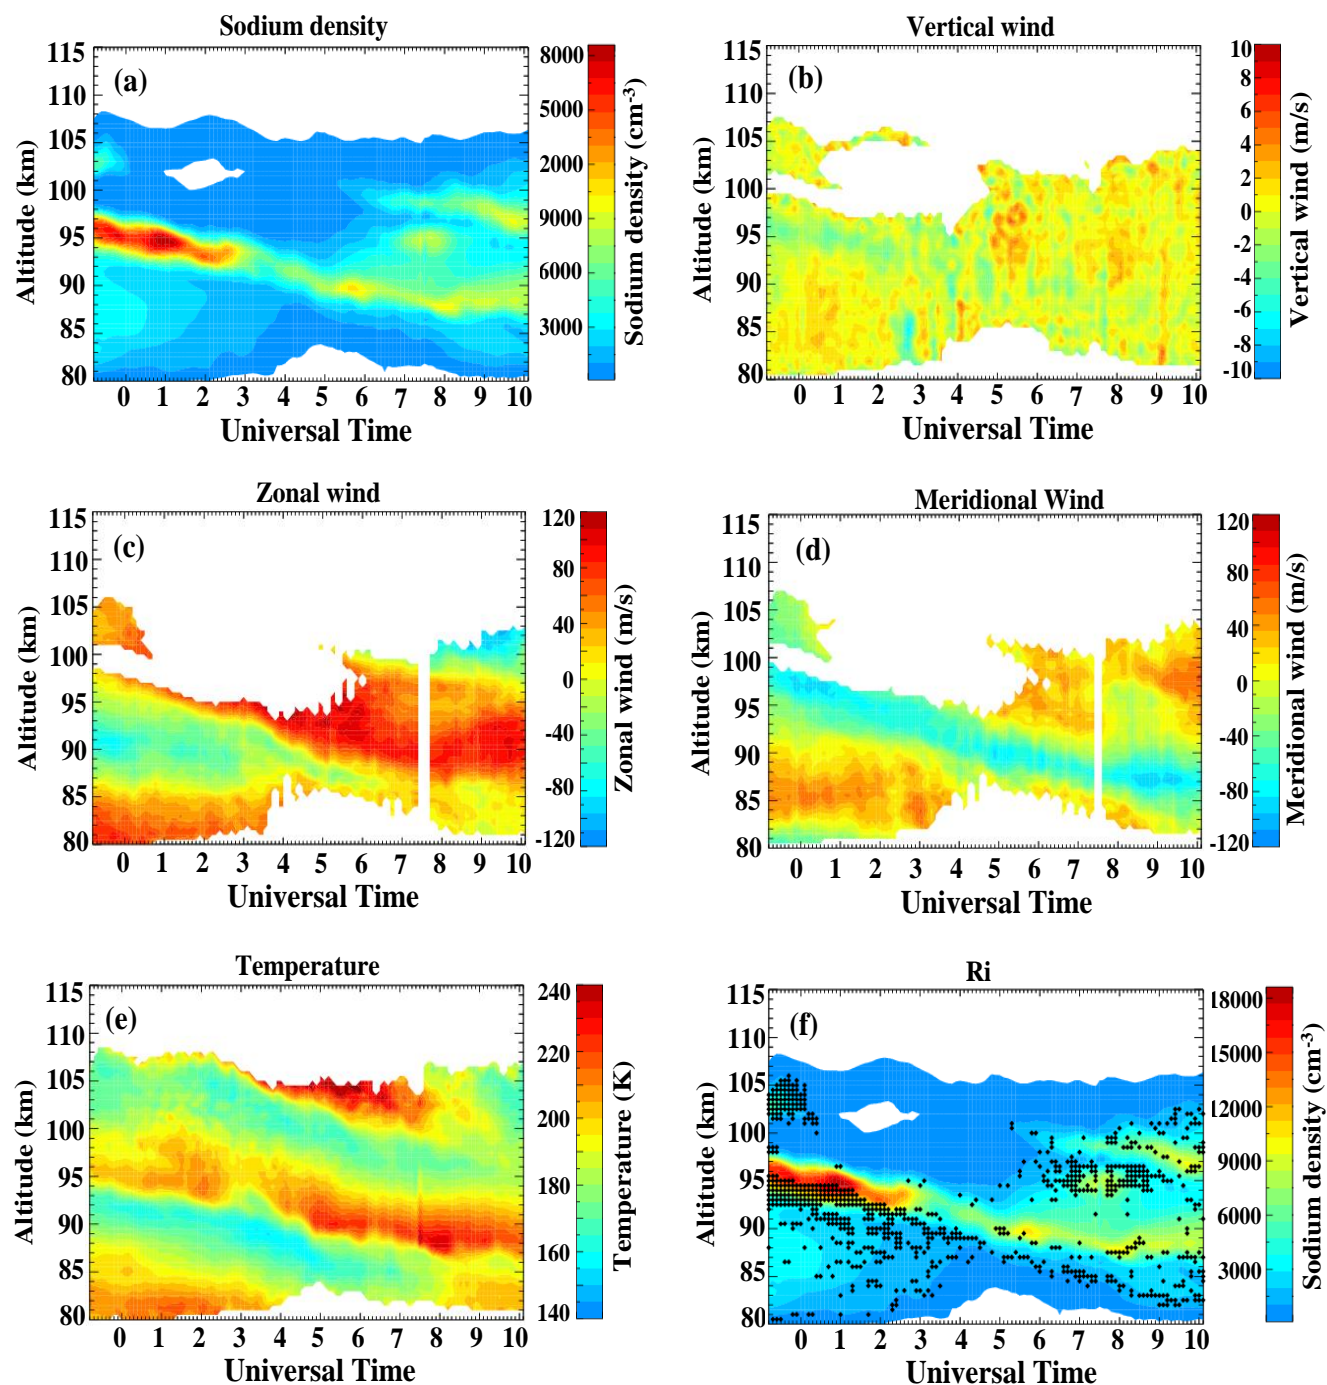 Sodium density
(a)
115
110
105
100
95
90
85
80
Altitude (km)
0 1 2 3 4 5 6 7 8 9 10
Universal Time
8000
5000
2000
9000
6000
3000
Sodium density (cm-3)
Vertical wind
(b)
115
110
105
100
95
90
85
80
Altitude (km)
0 1 2 3 4 5 6 7 8 9 10
Universal Time
10
8
6
4
2
0
-2
-4
-6
-8
-10
Vertical wind (m/s)
Zonal wind
(c)
115
110
105
100
95
90
85
80
Altitude (km)
0 1 2 3 4 5 6 7 8 9 10
Universal Time
120
80
40
0
-40
-80
-120
Zonal wind (m/s)
Meridional Wind
(d)
115
110
105
100
95
90
85
80
Altitude (km)
0 1 2 3 4 5 6 7 8 9 10
Universal Time
120
80
40
0
-40
-80
-120
Meridional wind (m/s)
Temperature
(e)
115
110
105
100
95
90
85
80
Altitude (km)
0 1 2 3 4 5 6 7 8 9 10
Universal Time
240
220
200
180
160
140
Temperature (K)
Ri
(f)
115
110
105
100
95
90
85
80
Altitude (km)
0 1 2 3 4 5 6 7 8 9 10
Universal Time
18000
15000
12000
9000
6000
3000
Sodium density (cm-3)